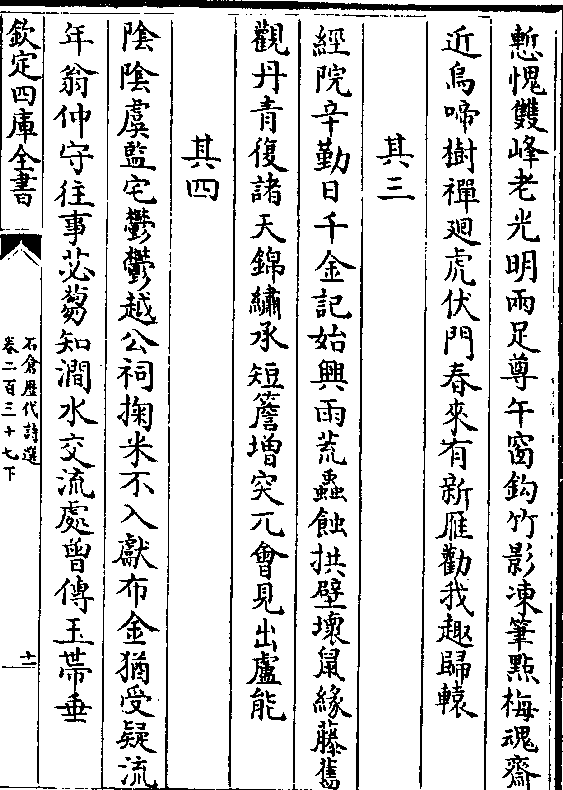 慙愧雙峰老光明兩足尊午窗鈎竹影凍筆點梅魂齋
近烏啼樹禪廻虎伏門春來有新雁勸我趣歸轅
其三
經院辛勤日千金記始興雨荒蟲蝕拱壁壞鼠緣藤舊
觀丹青復諸天錦繡承短簷增突兀會見出盧能
其四
陰陰虞監宅鬱鬱越公祠掬米不入獻布金猶受疑流
年翁仲守往事苾蒭知澗水交流處曾傳玉帶垂
欽定四庫全書
石倉歷代詩選
卷二百三十七下
十一